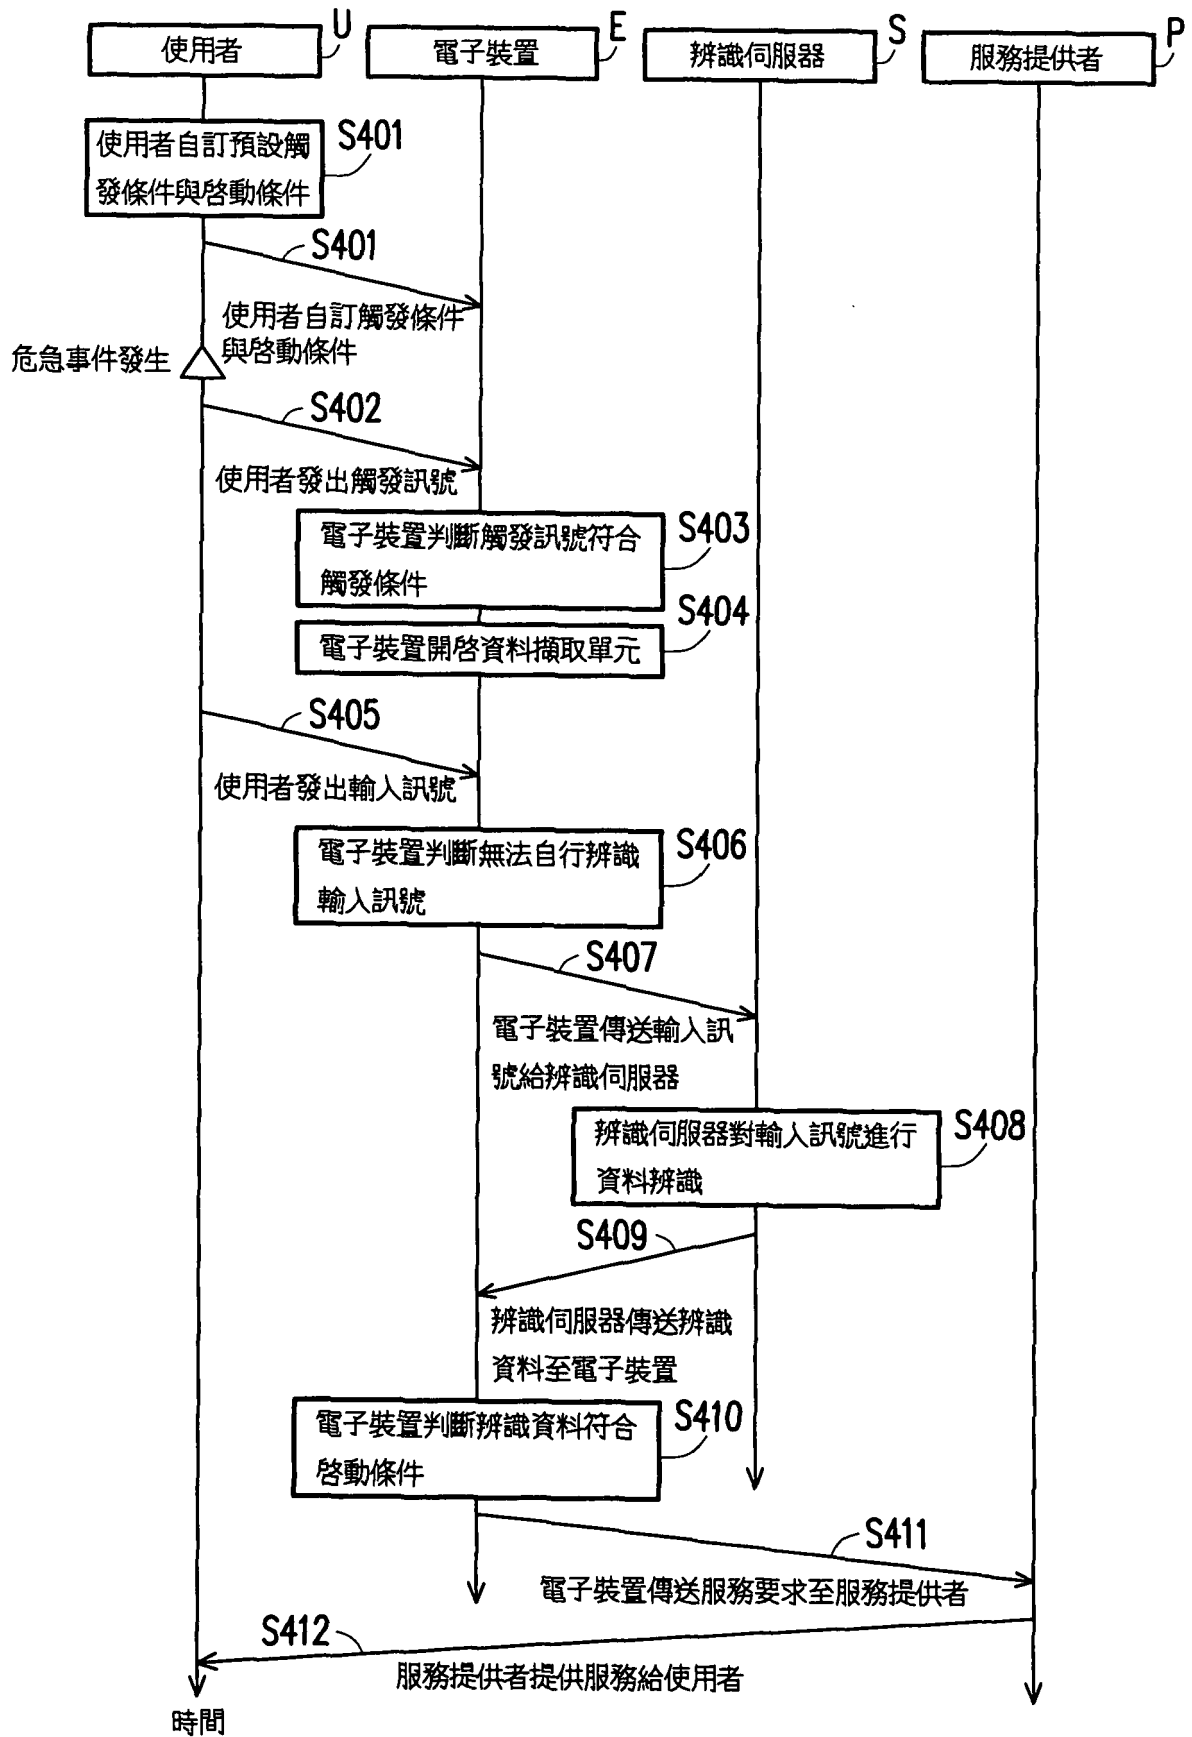 使用者
U
電子裝置
E
辨識伺服器
S
服務提供者
P
使用者自訂預設觸
發條件與啓動條件
S401
S401
使用者自訂觸發條件
與啓動條件
危急事件發生
S402
使用者發出觸發訊號
電子裝置判斷觸發訊號符合
觸發條件
S403
電子裝置開啓資料擷取單元
S404
S405
使用者發出輸入訊號
電子裝置判斷無法自行辨識
輸入訊號
S406
S407
電子裝置傳送輸入訊
號給辨識伺服器
辨識伺服器對輸入訊號進行
資料辨識
S408
S409
辨識伺服器傳送辨識
資料至電子裝置
電子裝置判斷辨識資料符合
啓動條件
S410
S411
電子裝置傳送服務要求至服務提供者
S412
服務提供者提供服務給使用者
時間